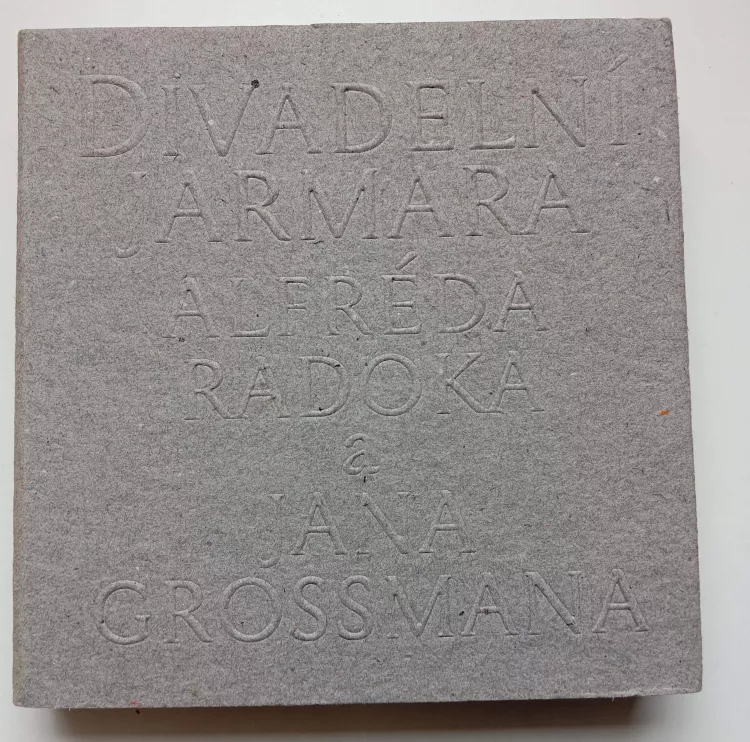 DIVADELNÍ
JARMARA
ALFRÉDA
RADOKA
a
JANA
GROSSMANA